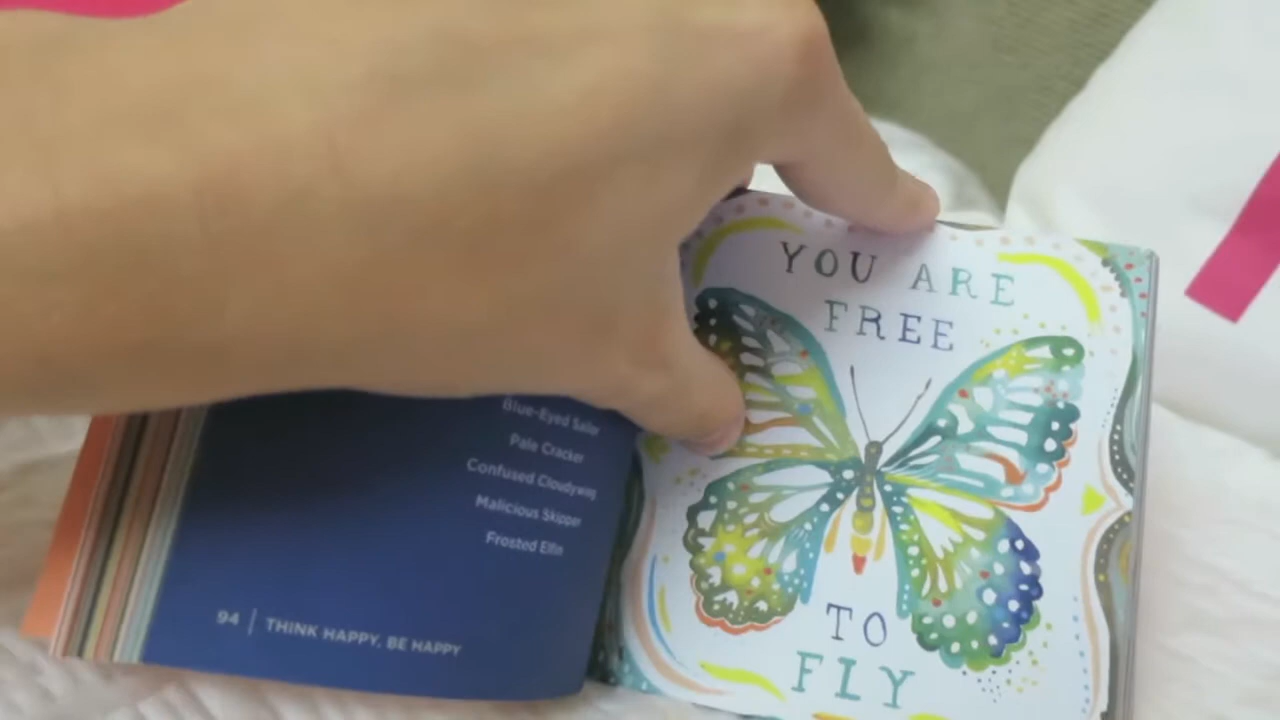 Blue-Eyed Sailor
Pale Cracker
Confused Cloudywing
Malicious Skipper
Frosted Elfin
94 | THINK HAPPY, BE HAPPY
YOU ARE
FREE
TO
FLY